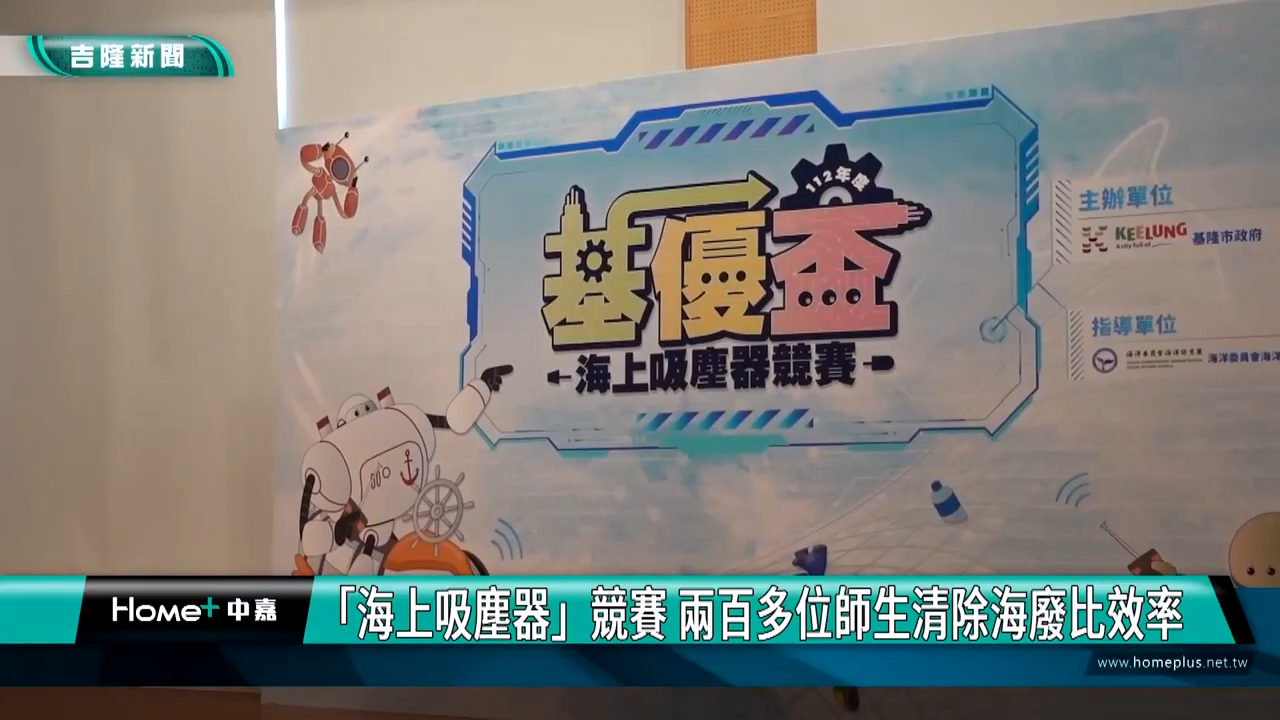 吉隆新聞
112年度
基優盃
海上吸塵器競賽
主辦單位
KEELUNG
基隆市政府
指導單位
海洋委員會海洋
Home+中嘉
「海上吸塵器」競賽 兩百多位師生清除海廢比效率
www.homeplus.net.tw